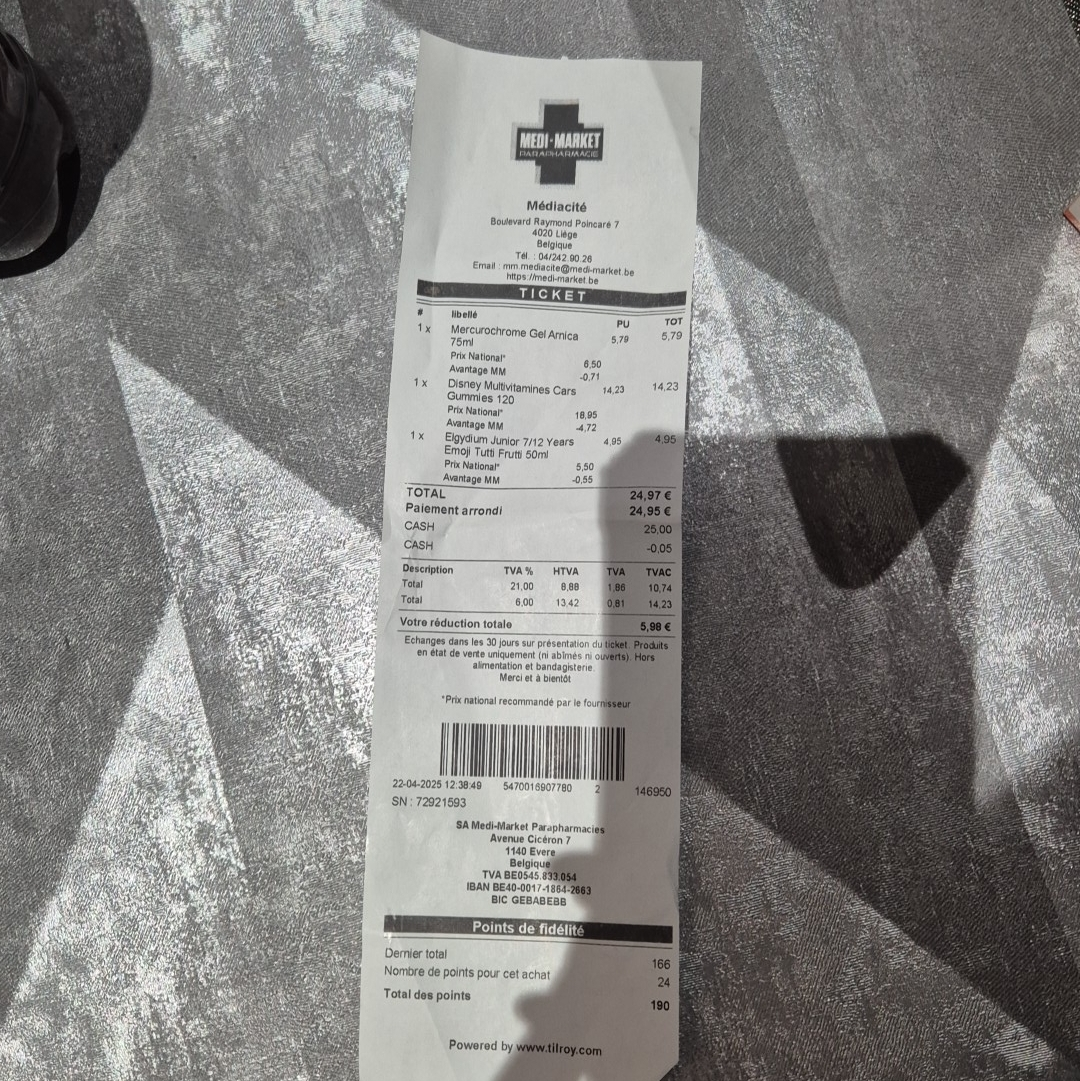 MEDI-MARKET
PARAPHARMACIE
Médiacité
Boulevard Raymond Poincaré 7
4020 Liège
Belgique
Tél. : 04/242.90.26
Email : mm.mediacite@medi-market.be
https://medi-market.be
TICKET
# libellé PU TOT
1 x Mercurochrome Gel Arnica 5,79 5,79
75ml
Prix National* 6,50
Avantage MM -0,71
1 x Disney Multivitamines Cars 14,23 14,23
Gummies 120
Prix National* 18,95
Avantage MM -4,72
1 x Elgydium Junior 7/12 Years 4,95 4,95
Emoji Tutti Frutti 50ml
Prix National* 5,50
Avantage MM -0,55
TOTAL 24,97 €
Paiement arrondi 24,95 €
CASH 25,00
CASH -0,05
Description TVA % HTVA TVA TVAC
Total 21,00 8,88 1,86 10,74
Total 6,00 13,42 0,81 14,23
Votre réduction totale 5,98 €
Echanges dans les 30 jours sur présentation du ticket. Produits
en état de vente uniquement (ni abîmés ni ouverts). Hors
alimentation et bandagisterie.
Merci et à bientôt
*Prix national recommandé par le fournisseur
22-04-2025 12:38:49 5470016907780 2 146950
SN : 72921593
SA Medi-Market Parapharmacies
Avenue Cicéron 7
1140 Evere
Belgique
TVA BE0545.833.054
IBAN BE40-0017-1864-2663
BIC GEBABEBB
Points de fidélité
Dernier total 166
Nombre de points pour cet achat 24
Total des points 190
Powered by www.tilroy.com